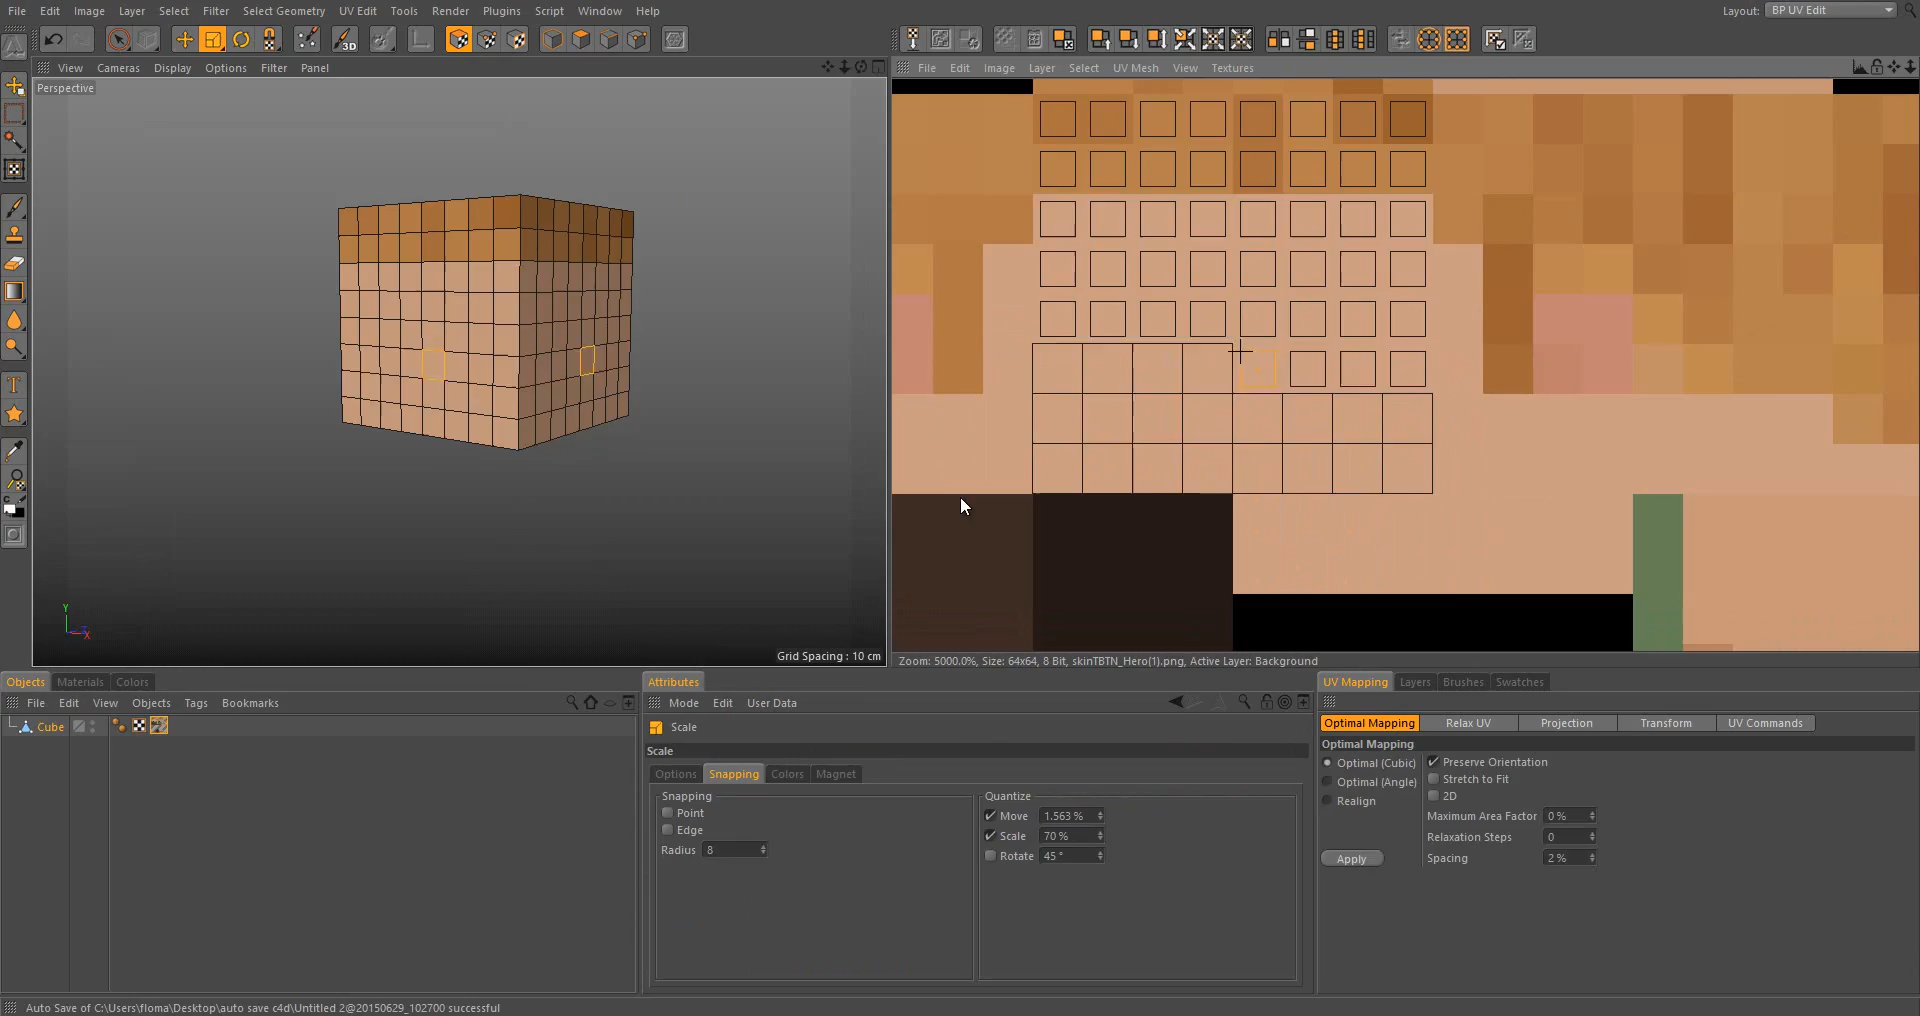 File Edit Image Layer Select Filter Select Geometry UV Edit Tools Render Plugins Script Window Help
Layout: BP UV Edit
View Cameras Display Options Filter Panel
File Edit Image Layer Select UV Mesh View Textures
Perspective
Y
X
Grid Spacing : 10 cm
Zoom: 5000.0%, Size: 64x64, 8 Bit, skinTBTN_Hero(1).png, Active Layer: Background
Objects Materials Colors
File Edit View Objects Tags Bookmarks
Cube
Attributes
Mode Edit User Data
Scale
Scale
Options Snapping Colors Magnet
Snapping
Point
Edge
Radius 8
Quantize
Move 1.563 %
Scale 70 %
Rotate 45 °
UV Mapping Layers Brushes Swatches
Optimal Mapping Relax UV Projection Transform UV Commands
Optimal Mapping
Optimal (Cubic)
Optimal (Angle)
Realign
Preserve Orientation
Stretch to Fit
2D
Maximum Area Factor 0 %
Relaxation Steps 0
Spacing 2 %
Apply
Auto Save of C:\Users\floma\Desktop\auto save c4d\Untitled 2@20150629_102700 successful